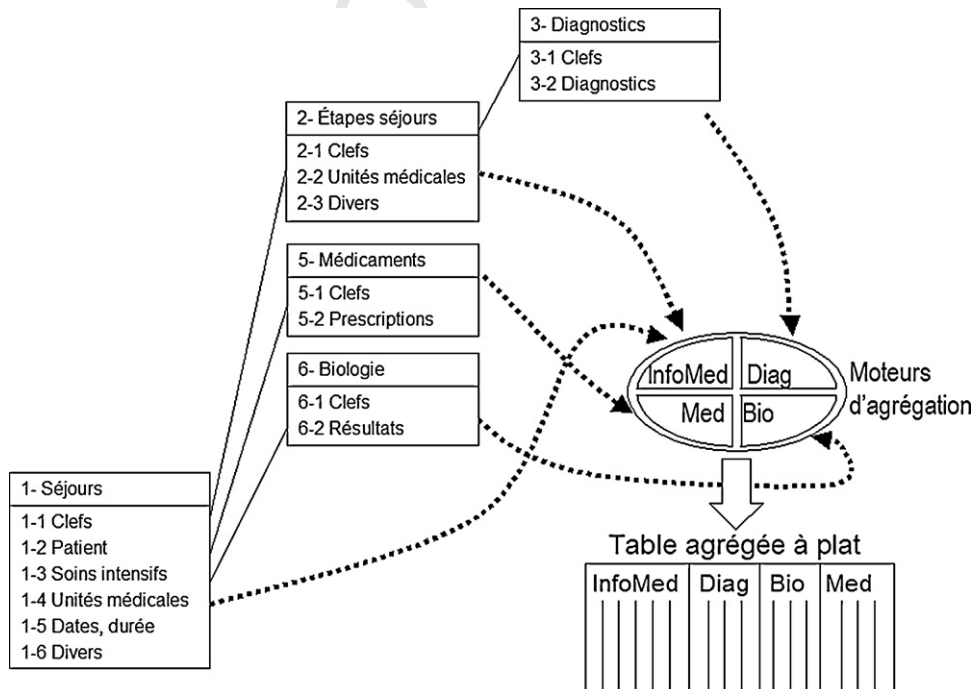 3- Diagnostics
3-1 Clefs
3-2 Diagnostics
2- Étapes séjours
2-1 Clefs
2-2 Unités médicales
2-3 Divers
5- Médicaments
5-1 Clefs
5-2 Prescriptions
6- Biologie
6-1 Clefs
6-2 Résultats
1- Séjours
1-1 Clefs
1-2 Patient
1-3 Soins intensifs
1-4 Unités médicales
1-5 Dates, durée
1-6 Divers
InfoMed Diag
Med Bio
Moteurs
d'agrégation
Table agrégée à plat
InfoMed Diag Bio Med